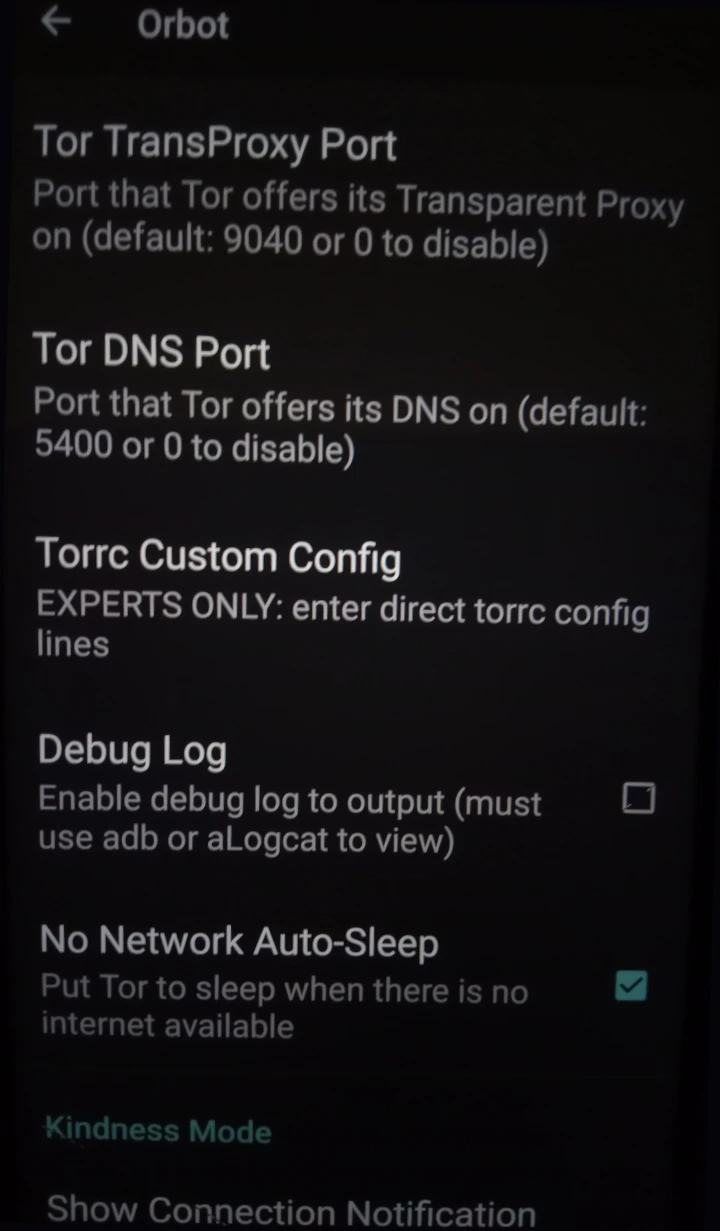 Orbot
Tor TransProxy Port
Port that Tor offers its Transparent Proxy
on (default: 9040 or 0 to disable)
Tor DNS Port
Port that Tor offers its DNS on (default:
5400 or 0 to disable)
Torrc Custom Config
EXPERTS ONLY: enter direct torrc config
lines
Debug Log
Enable debug log to output (must
use adb or aLogcat to view)
No Network Auto-Sleep
Put Tor to sleep when there is no
internet available
Kindness Mode
Show Connection Notification